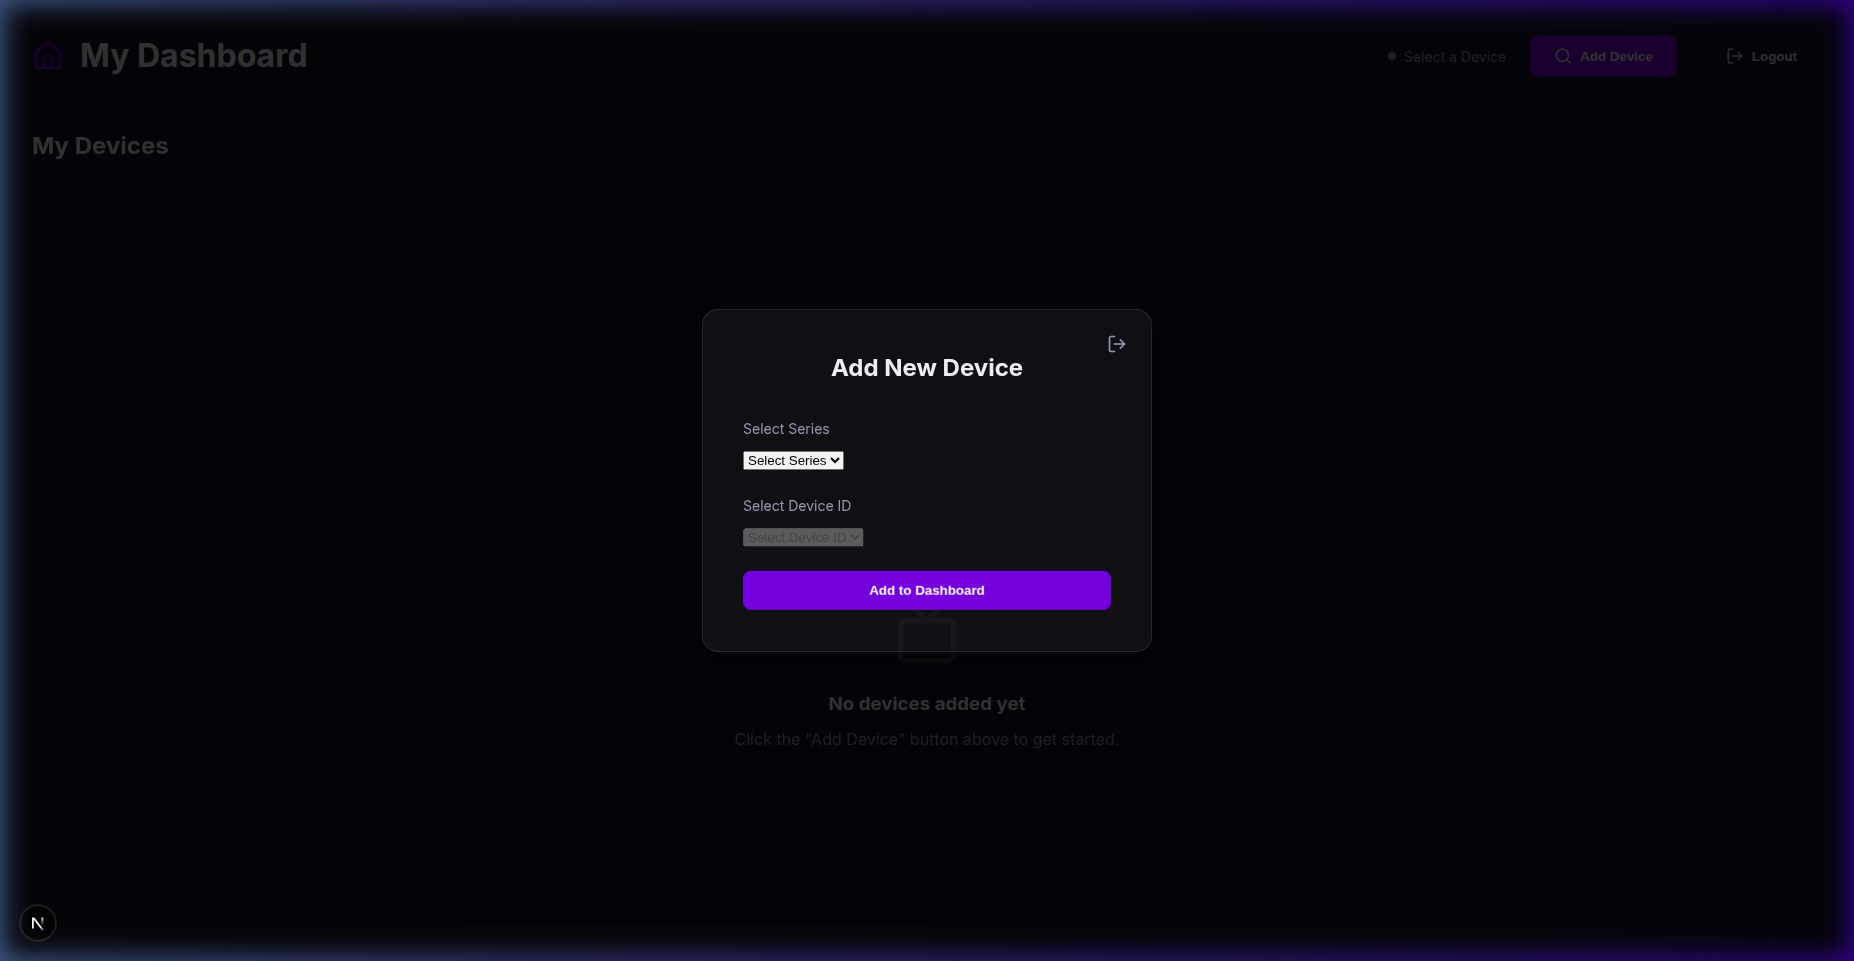 My Dashboard
Select a Device
Add Device
Logout
My Devices
Add New Device
Select Series
Select Series
Select Device ID
Select Device ID
Add to Dashboard
No devices added yet
Click the "Add Device" button above to get started.
N